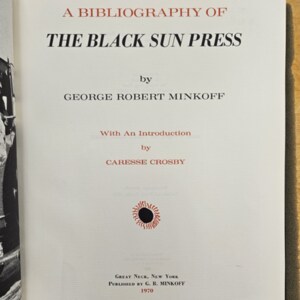 A BIBLIOGRAPHY OF
THE BLACK SUN PRESS
by
GEORGE ROBERT MINKOFF
With An Introduction
by
CARESSE CROSBY
GREAT NECK, NEW YORK
PUBLISHED BY G. R. MINKOFF
1970